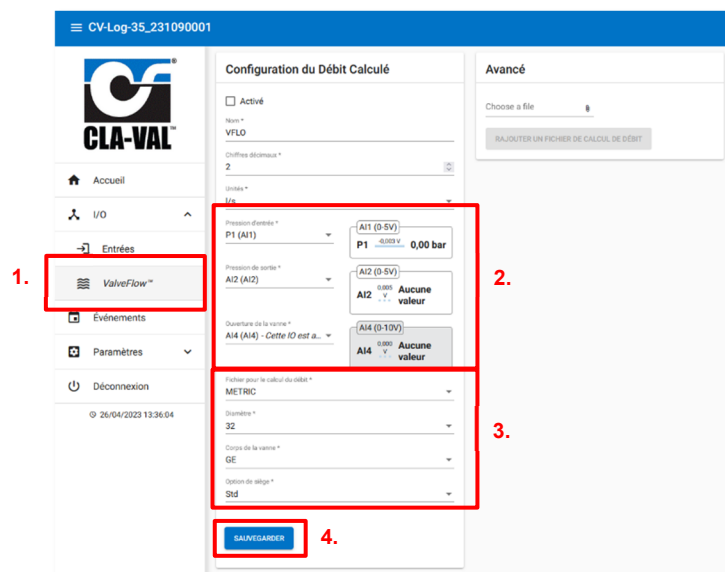 CV-Log-35_231090001
CLA-VAL™
Accueil
I/O
Entrées
1.
ValveFlow™
Événements
Paramètres
Déconnexion
26/04/2023 13:36:04
Configuration du Débit Calculé
Activé
Nom *
VFLO
Chiffres décimaux *
2
Unités *
l/s
Pression d'entrée *
P1 (AI1)
AI1 (0-5V)
P1 -0,003 V 0,00 bar
Pression de sortie *
AI2 (AI2)
AI2 (0-5V)
AI2 0,005 V Aucune valeur
2.
Ouverture de la vanne *
AI4 (AI4) - Cette IO est a...
AI4 (0-10V)
AI4 0,000 V Aucune valeur
Fichier pour le calcul du débit *
METRIC
Diamètre *
32
3.
Corps de la vanne *
GE
Option de siège *
Std
SAUVEGARDER
4.
Avancé
Choose a file
RAJOUTER UN FICHIER DE CALCUL DE DÉBIT